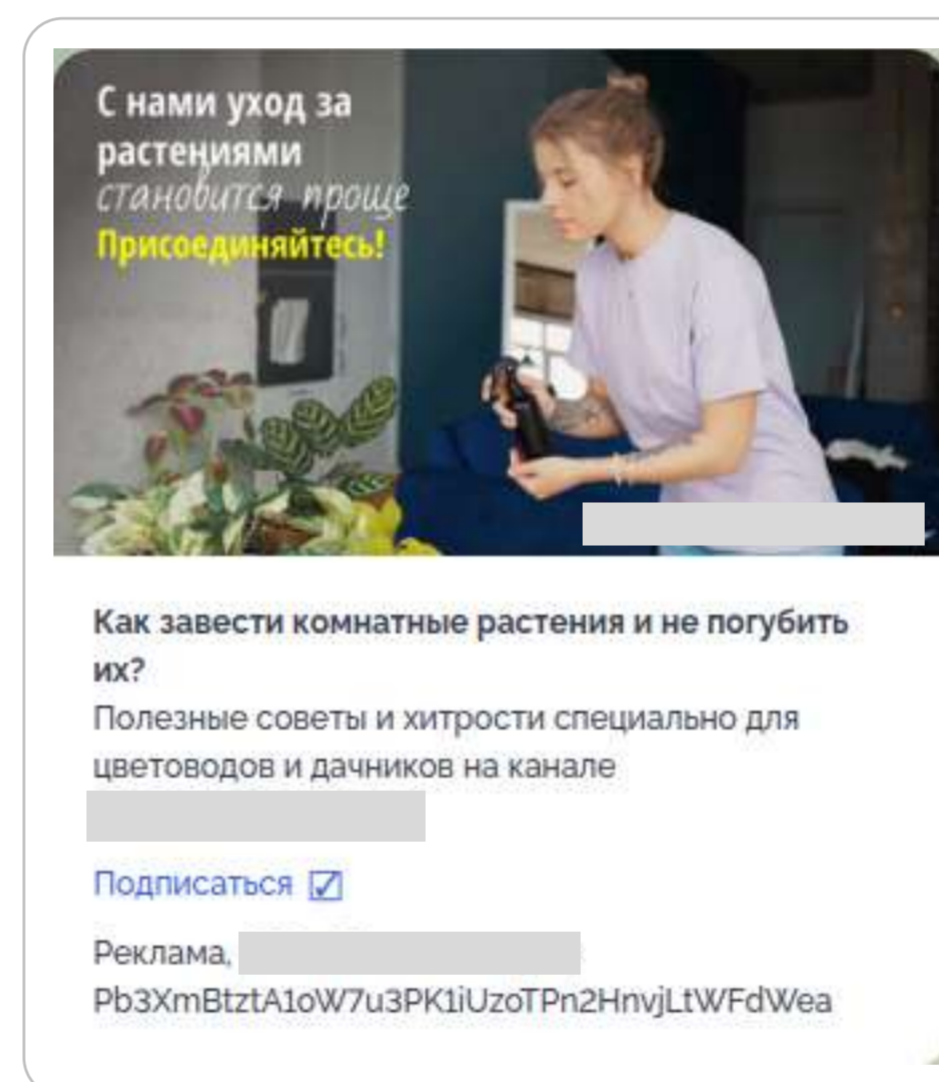 С нами уход за
растениями
становится проще
Присоединяйтесь!
Как завести комнатные растения и не погубить
их?
Полезные советы и хитрости специально для
цветоводов и дачников на канале
Подписаться
Реклама,
Pb3XmBtztA1oW7u3PK1iUzoTPn2HnvjLtWFdWea